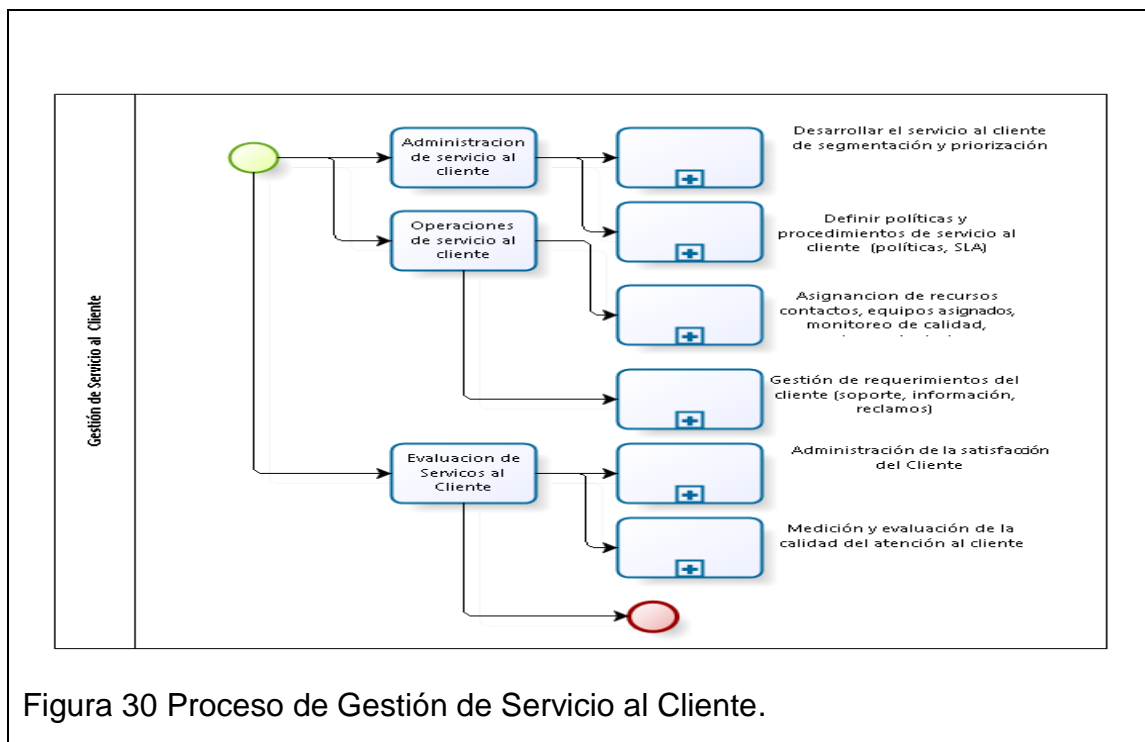 Gestión de Servicio al Cliente
Administracion
de servicio al
cliente
Desarrollar el servicio al cliente
de segmentación y priorización
Operaciones
de servicio al
cliente
Definir políticas y
procedimientos de servicio al
cliente (políticas, SLA)
Asignancion de recursos
contactos, equipos asignados,
monitoreo de calidad,
Gestión de requerimientos del
cliente (soporte, información,
reclamos)
Evaluacion de
Servicos al
Cliente
Administración de la satisfacción
del Cliente
Medición y evaluación de la
calidad del atención al cliente
Figura 30 Proceso de Gestión de Servicio al Cliente.